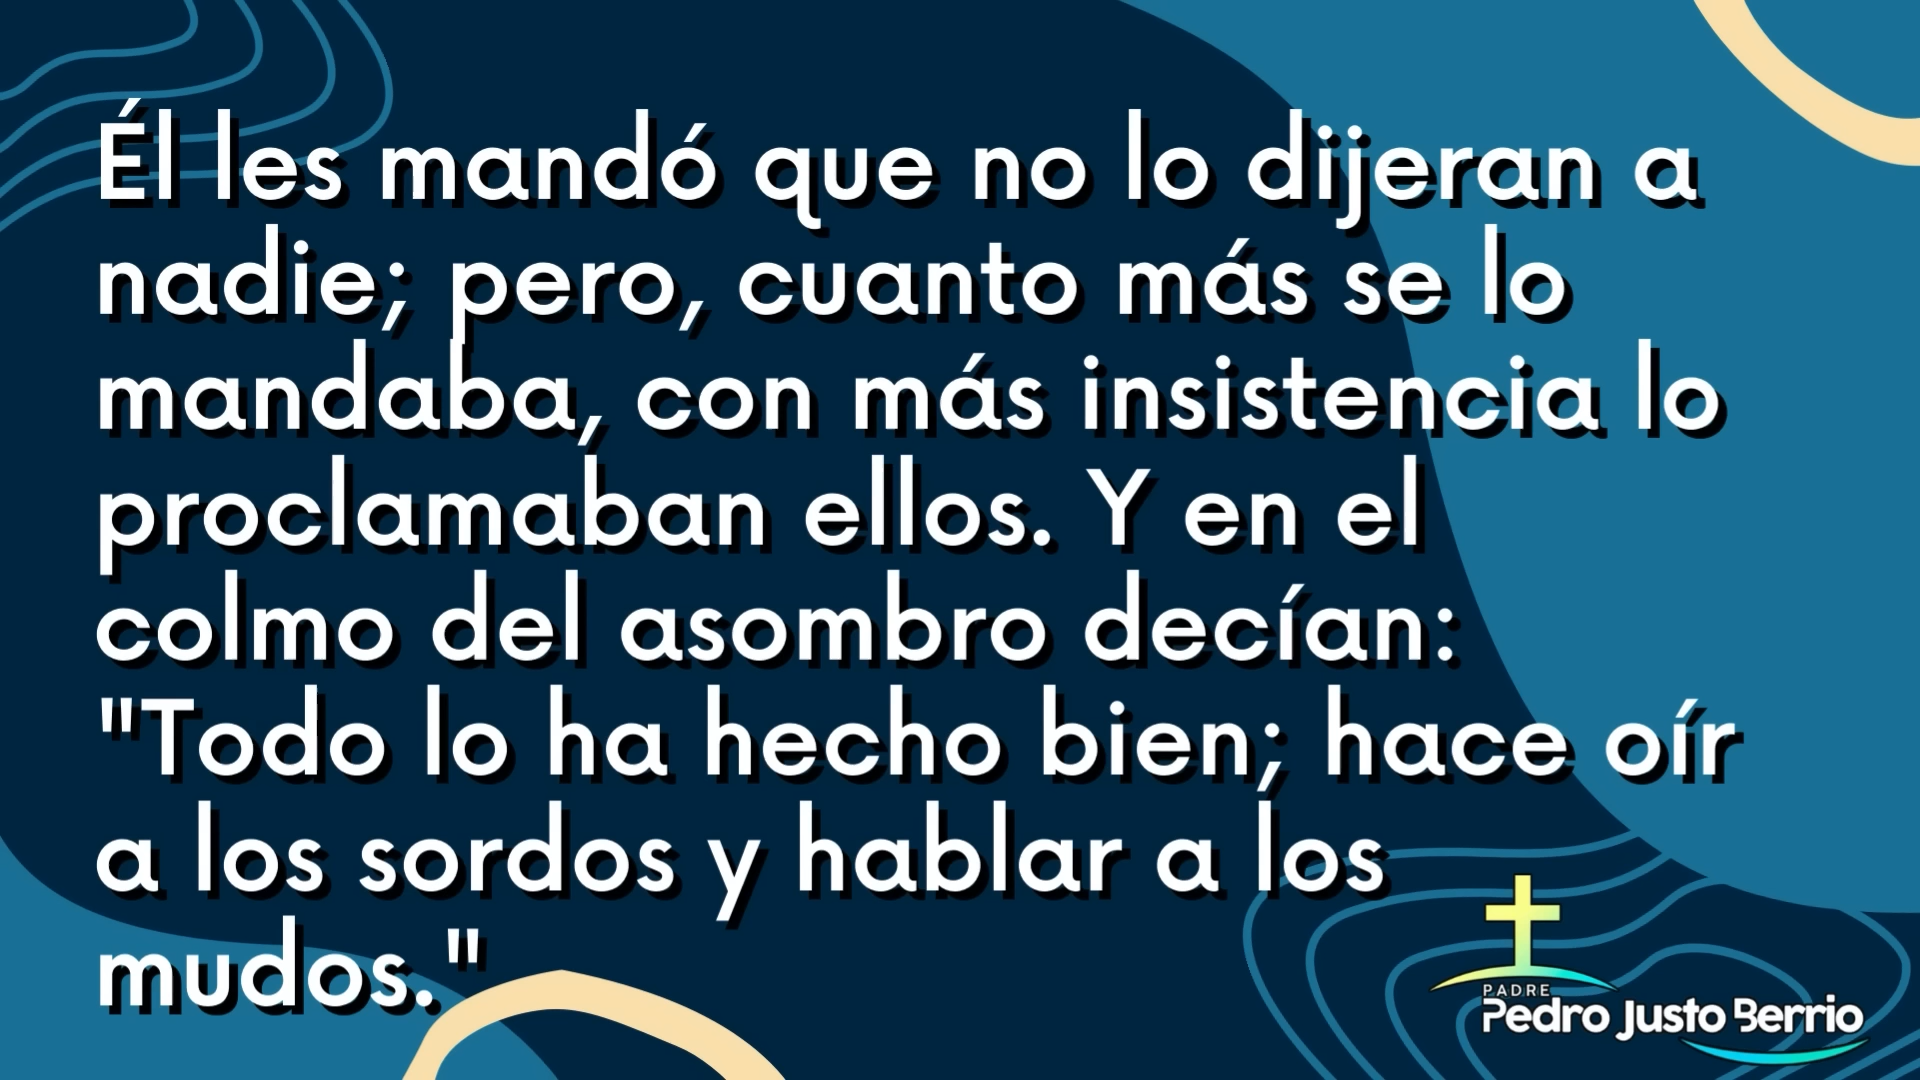 Él les mandó que no lo dijeran a
nadie; pero, cuanto más se lo
mandaba, con más insistencia lo
proclamaban ellos. Y en el
colmo del asombro decían:
"Todo lo ha hecho bien; hace oír
a los sordos y hablar a los
mudos."
PADRE
Pedro Justo Berrio